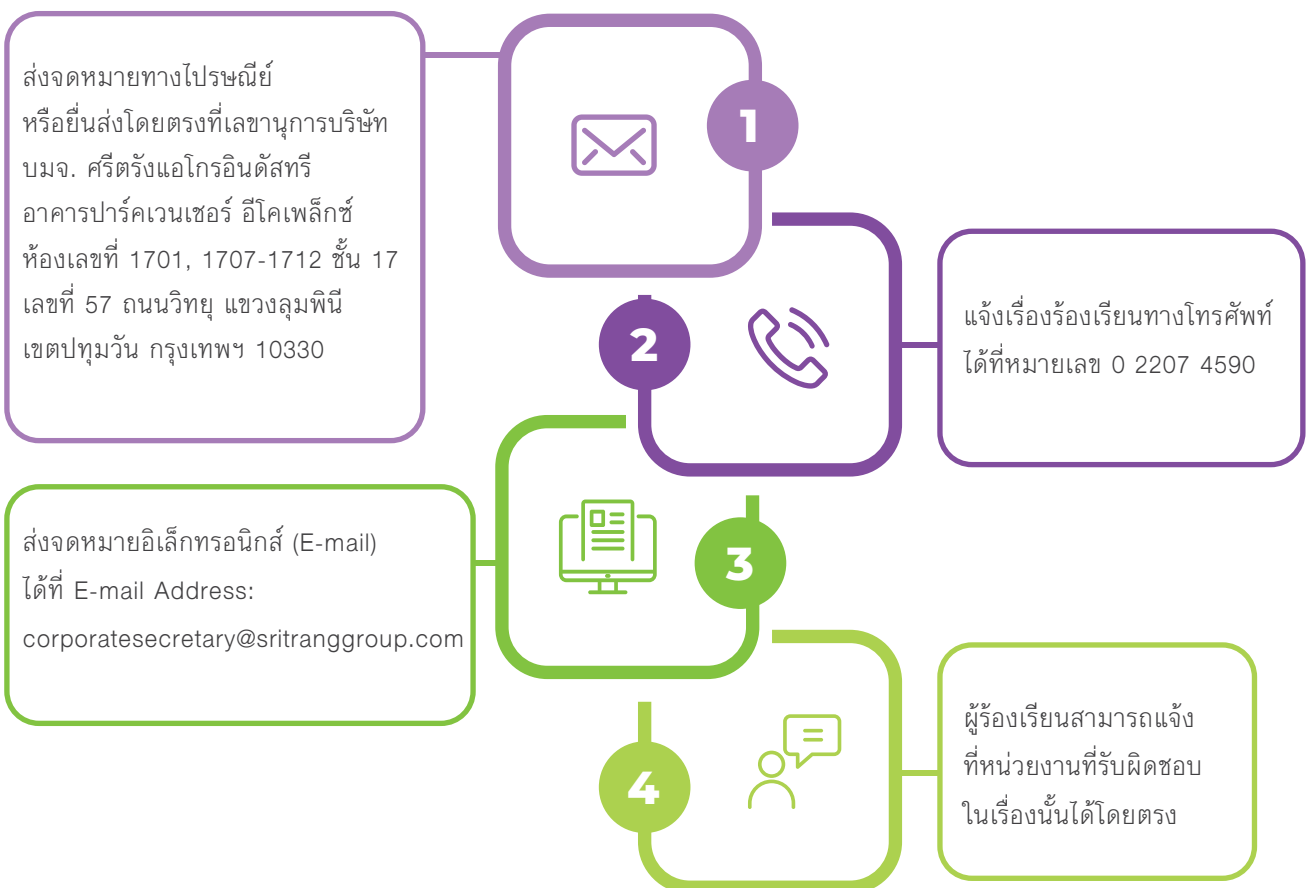 ส่งจดหมายทางไปรษณีย์
หรือยื่นส่งโดยตรงที่เลขานุการบริษัท
บมจ. ศรีตรังแอโกรอินดัสทรี
อาคารปาร์คเวนเชอร์ อีโคเพล็กซ์
ห้องเลขที่ 1701, 1707-1712 ชั้น 17
เลขที่ 57 ถนนวิทยุ แขวงลุมพินี
เขตปทุมวัน กรุงเทพฯ 10330
1
2
แจ้งเรื่องร้องเรียนทางโทรศัพท์
ได้ที่หมายเลข 0 2207 4590
ส่งจดหมายอิเล็กทรอนิกส์ (E-mail)
ได้ที่ E-mail Address:
corporatesecretary@sritranggroup.com
3
4
ผู้ร้องเรียนสามารถแจ้ง
ที่หน่วยงานที่รับผิดชอบ
ในเรื่องนั้นได้โดยตรง